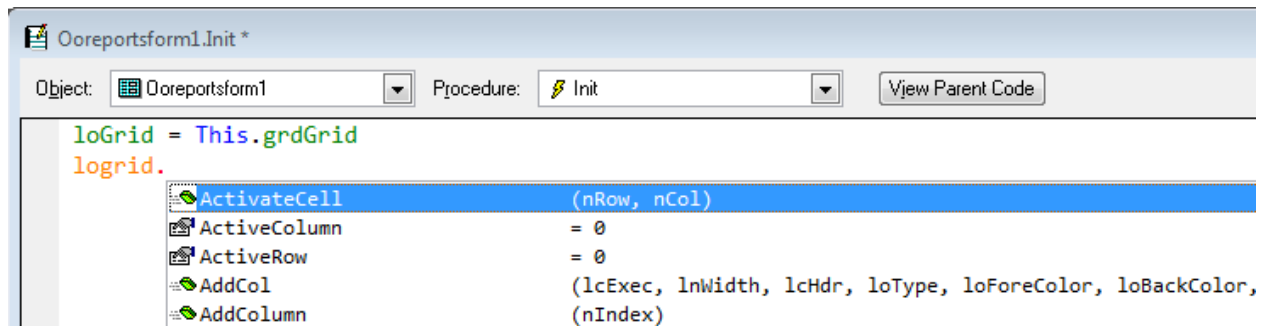 Ooreportsform1.Init *
Object: Ooreportsform1 Procedure: Init View Parent Code
loGrid = This.grdGrid
logrid.
ActivateCell (nRow, nCol)
ActiveColumn = 0
ActiveRow = 0
AddCol (lcExec, lnWidth, lcHdr, loType, loForeColor, loBackColor,
AddColumn (nIndex)